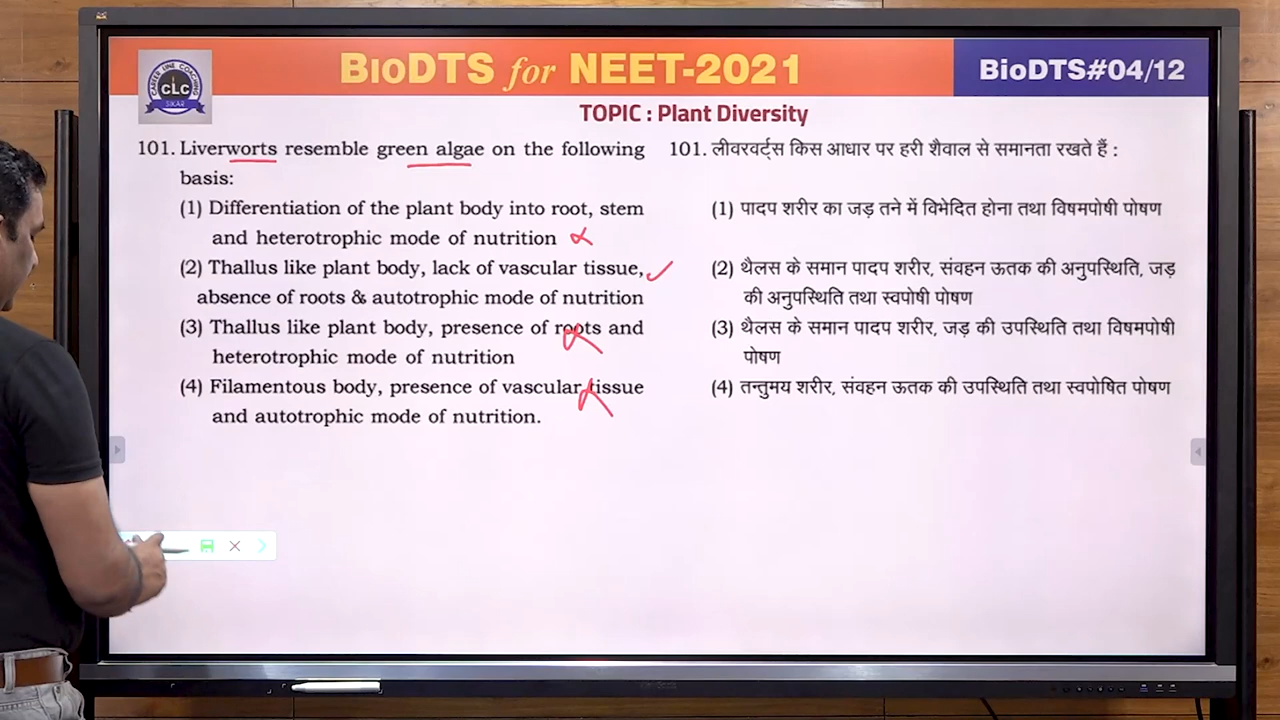 BIODTS for NEET-2021
BioDTS#04/12
CAREER LINE COACHING
CLC
SIKAR
TOPIC : Plant Diversity
101. Liverworts resemble green algae on the following
basis:
(1) Differentiation of the plant body into root, stem
and heterotrophic mode of nutrition
(2) Thallus like plant body, lack of vascular tissue,
absence of roots & autotrophic mode of nutrition
(3) Thallus like plant body, presence of roots and
heterotrophic mode of nutrition
(4) Filamentous body, presence of vascular tissue
and autotrophic mode of nutrition.
101. लीवरवर्ट्स किस आधार पर हरी शैवाल से समानता रखते हैं :
(1) पादप शरीर का जड़ तने में विभेदित होना तथा विषमपोषी पोषण
(2) थैलस के समान पादप शरीर, संवहन ऊतक की अनुपस्थिति, जड़
की अनुपस्थिति तथा स्वपोषी पोषण
(3) थैलस के समान पादप शरीर, जड़ की उपस्थिति तथा विषमपोषी
पोषण
(4) तन्तुमय शरीर, संवहन ऊतक की उपस्थिति तथा स्वपोषित पोषण